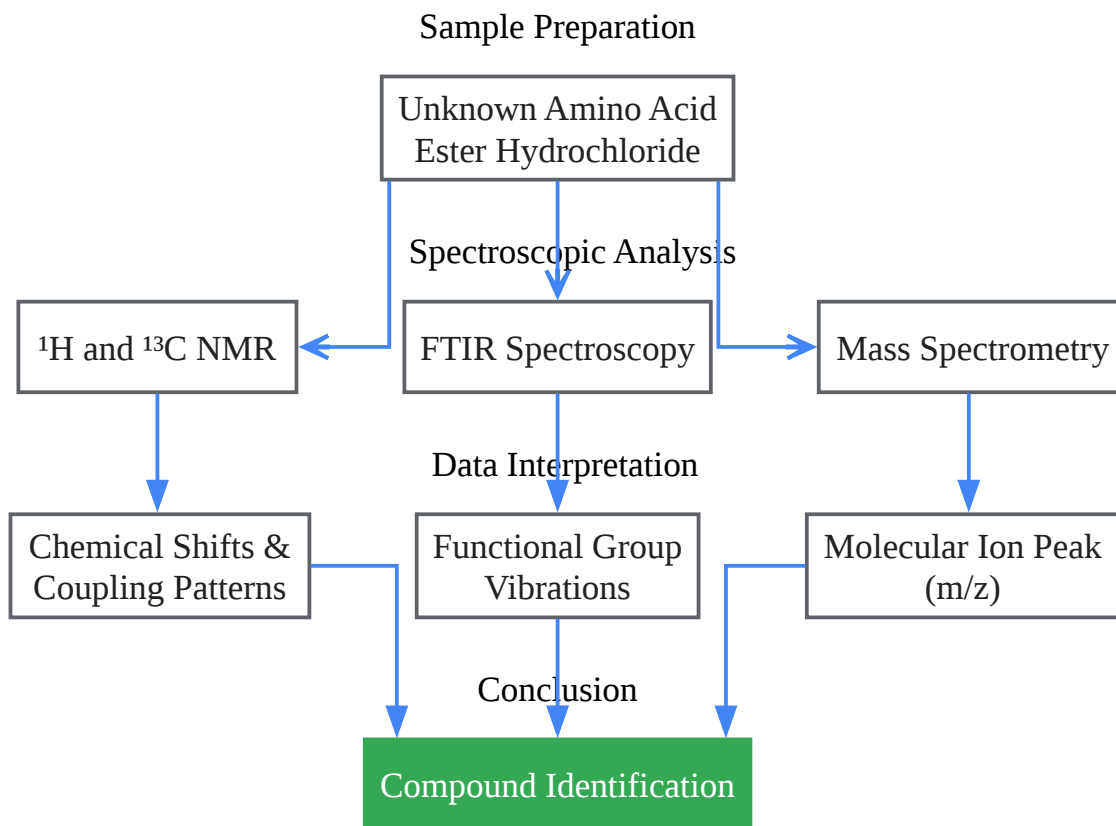 Sample Preparation
Unknown Amino Acid
Ester Hydrochloride
Spectroscopic Analysis
¹H and ¹³C NMR
FTIR Spectroscopy
Mass Spectrometry
Data Interpretation
Chemical Shifts &
Coupling Patterns
Functional Group
Vibrations
Molecular Ion Peak
(m/z)
Conclusion
Compound Identification